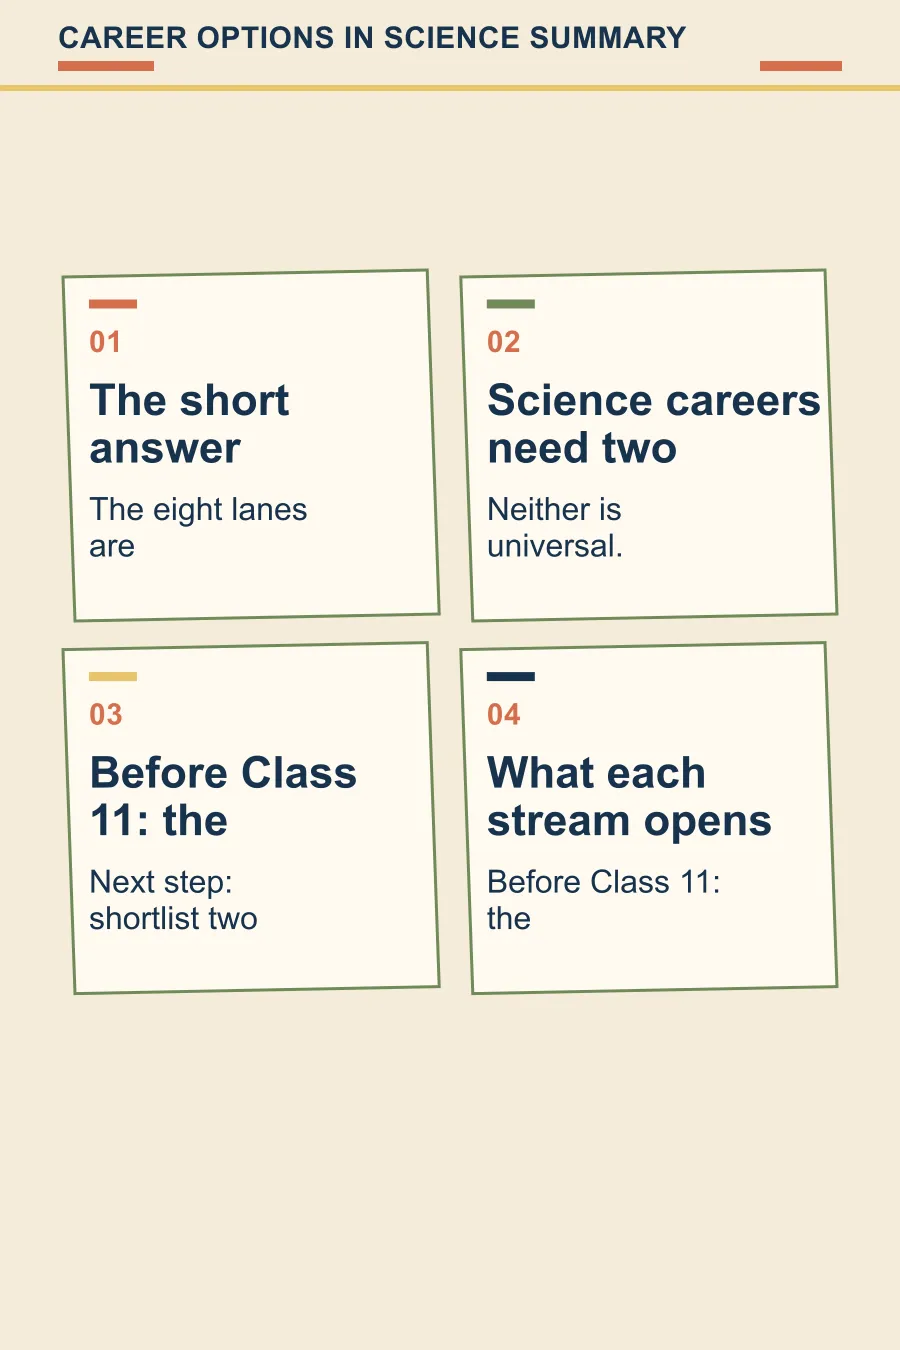 CAREER OPTIONS IN SCIENCE SUMMARY
01
The short
answer
The eight lanes
are
02
Science careers
need two
Neither is
universal.
03
Before Class
11: the
Next step:
shortlist two
04
What each
stream opens
Before Class 11:
the